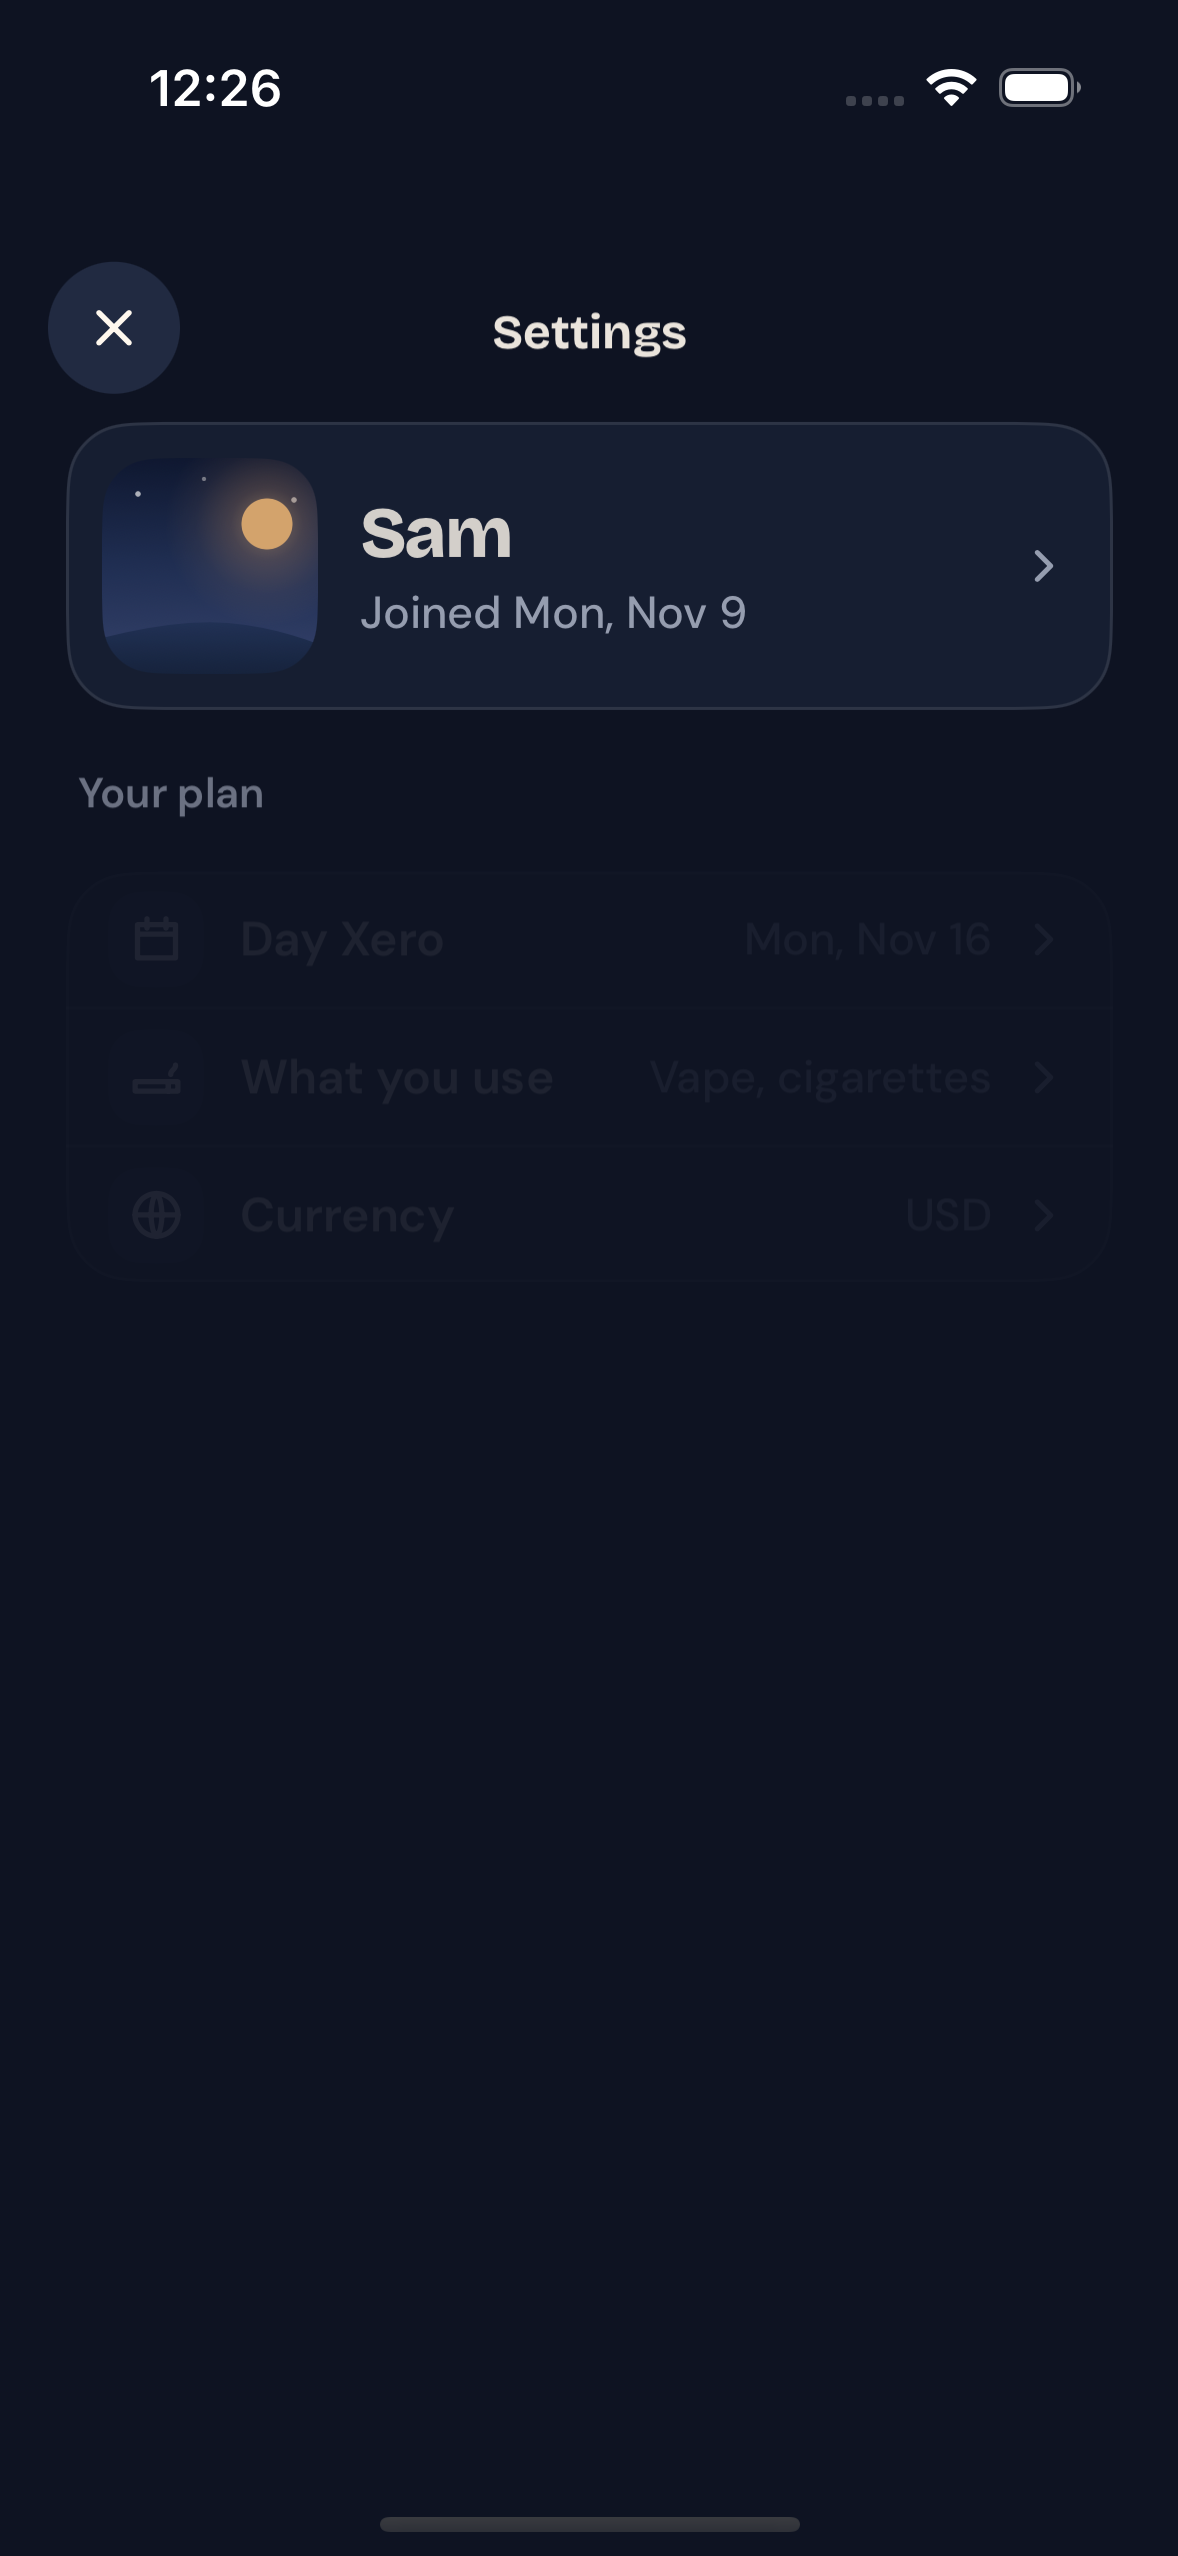 12:26
Settings
Sam
Joined Mon, Nov 9
Your plan
Day Xero Mon, Nov 16
What you use Vape, cigarettes
Currency USD